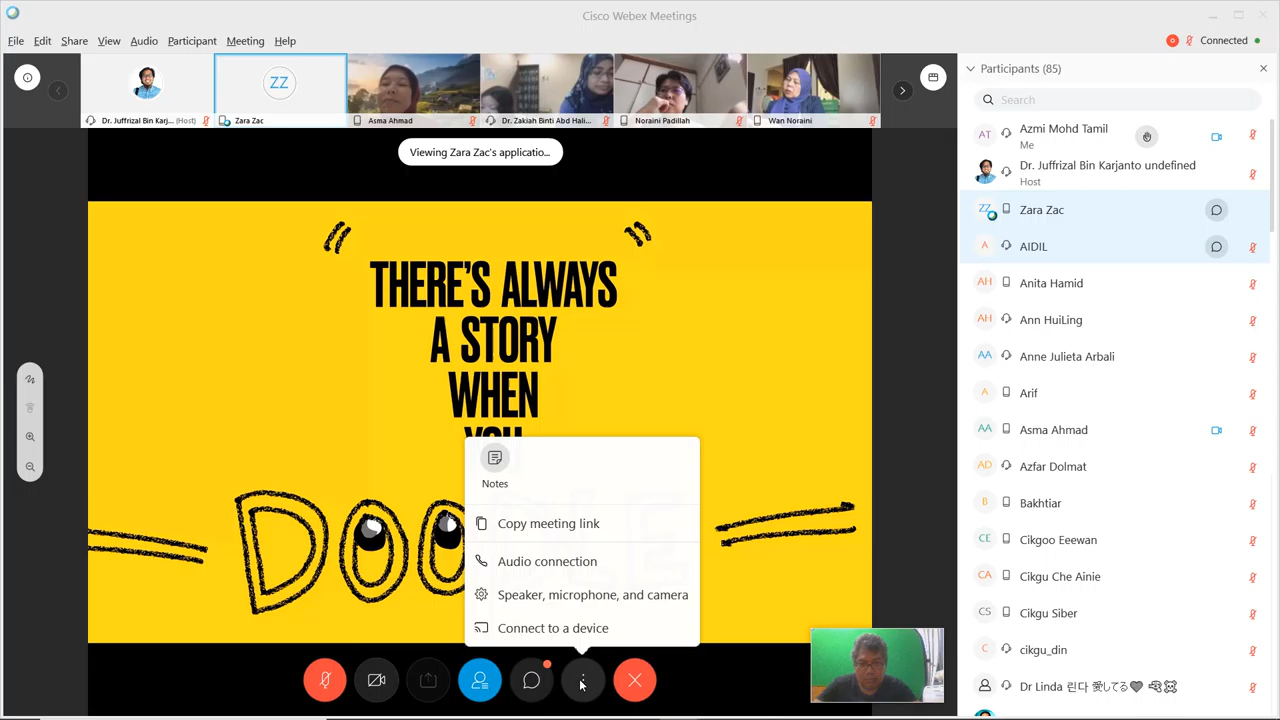 Cisco Webex Meetings
File Edit Share View Audio Participant Meeting Help
Connected
ZZ
Dr. Juffrizal Bin Karj... (Host)
Zara Zac
Asma Ahmad
Dr. Zakiah Binti Abd Hali...
Noraini Padillah
Wan Noraini
Viewing Zara Zac's applicatio...
THERE'S ALWAYS
A STORY
WHEN
YOU
DOODLE
Notes
Copy meeting link
Audio connection
Speaker, microphone, and camera
Connect to a device
Participants (85)
Search
AT Azmi Mohd Tamil
Me
Dr. Juffrizal Bin Karjanto undefined
Host
ZZ Zara Zac
A AIDIL
AH Anita Hamid
AH Ann HuiLing
AA Anne Julieta Arbali
A Arif
AA Asma Ahmad
AD Azfar Dolmat
B Bakhtiar
CE Cikgoo Eeewan
CA Cikgu Che Ainie
CS Cikgu Siber
C cikgu_din
Dr Linda 린다 愛してる